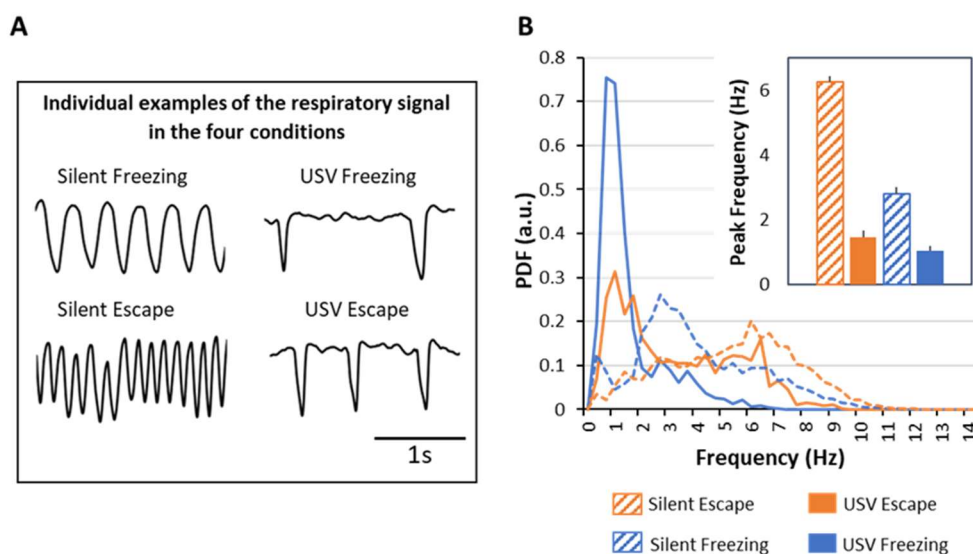 A
Individual examples of the respiratory signal
in the four conditions
Silent Freezing
USV Freezing
Silent Escape
USV Escape
1s
B
PDF (a.u.)
0.8
0.7
0.6
0.5
0.4
0.3
0.2
0.1
0
Peak Frequency (Hz)
6
4
2
0
0 1 2 3 4 5 6 7 8 9 10 11 12 13 14
Frequency (Hz)
Silent Escape
USV Escape
Silent Freezing
USV Freezing